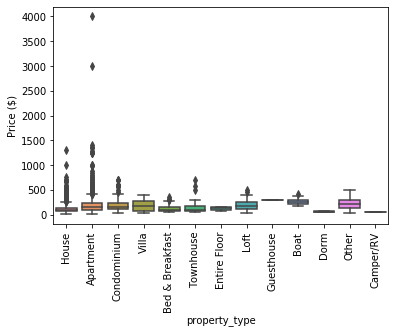 4000
3500
3000
2500
2000
1500
1000
500
0
Price ($)
House
Apartment
Condominium
Villa
Bed & Breakfast
Townhouse
Entire Floor
Loft
Guesthouse
Boat
Dorm
Other
Camper/RV
property_type